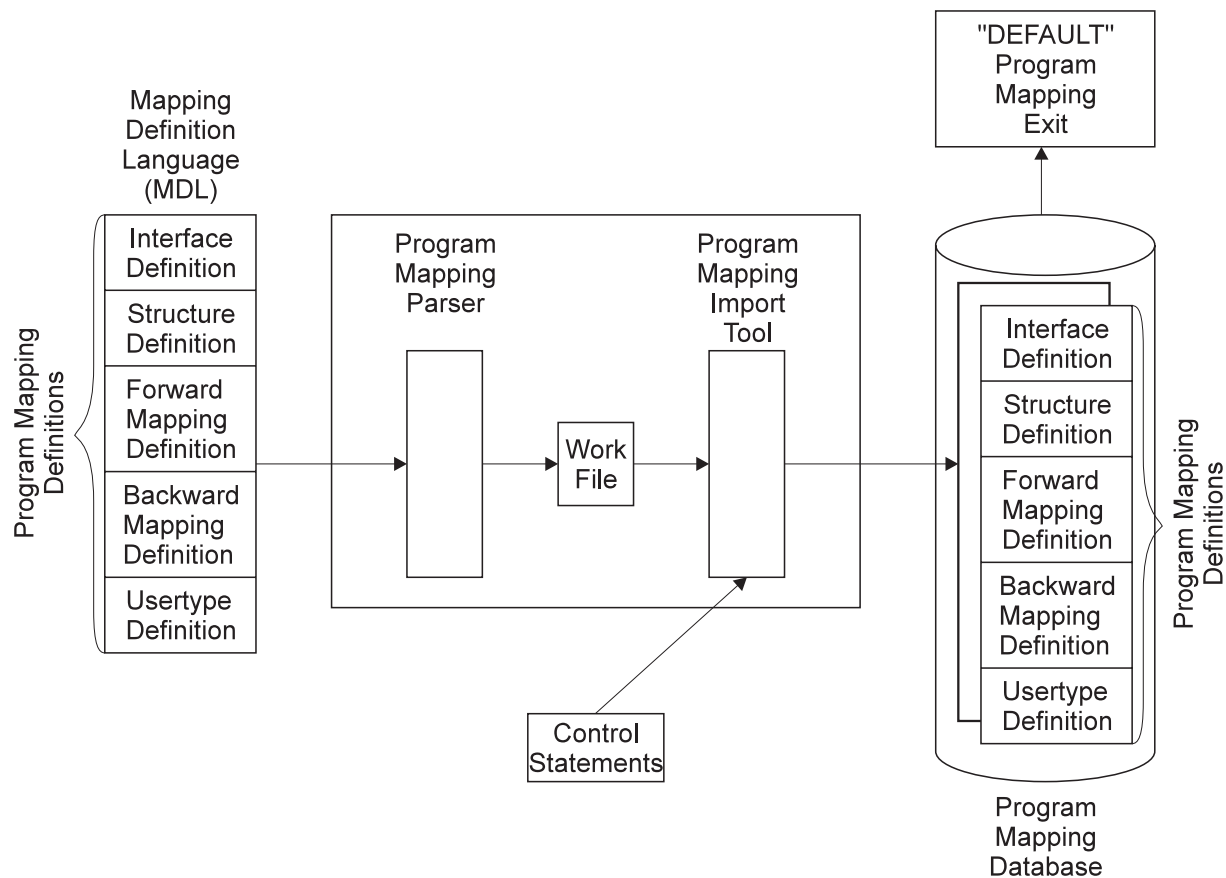 "DEFAULT"
Program
Mapping
Exit
Mapping
Definition
Language
(MDL)
Program Mapping
Definitions
Interface
Definition
Structure
Definition
Forward
Mapping
Definition
Backward
Mapping
Definition
Usertype
Definition
Program
Mapping
Parser
Work
File
Program
Mapping
Import
Tool
Control
Statements
Interface
Definition
Structure
Definition
Forward
Mapping
Definition
Backward
Mapping
Definition
Usertype
Definition
Program Mapping
Definitions
Program
Mapping
Database